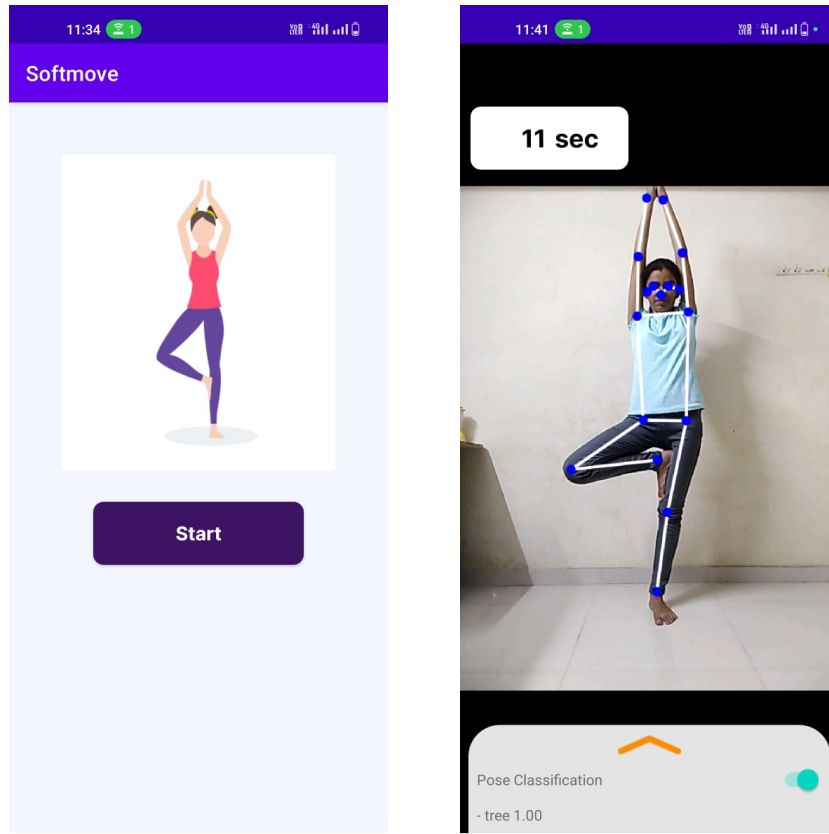 11:34 1
Softmove
Start
11:41 1
11 sec
Pose Classification
- tree 1.00